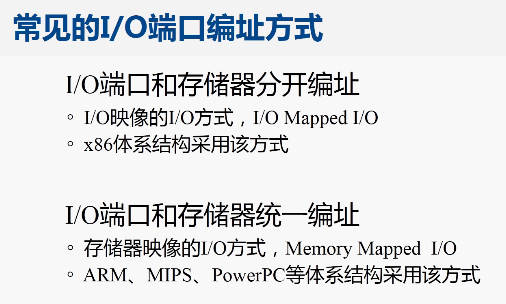 常见的I/O端口编址方式
I/O端口和存储器分开编址
◦ I/O映像的I/O方式，I/O Mapped I/O
◦ x86体系结构采用该方式
I/O端口和存储器统一编址
◦ 存储器映像的I/O方式，Memory Mapped I/O
◦ ARM、MIPS、PowerPC等体系结构采用该方式